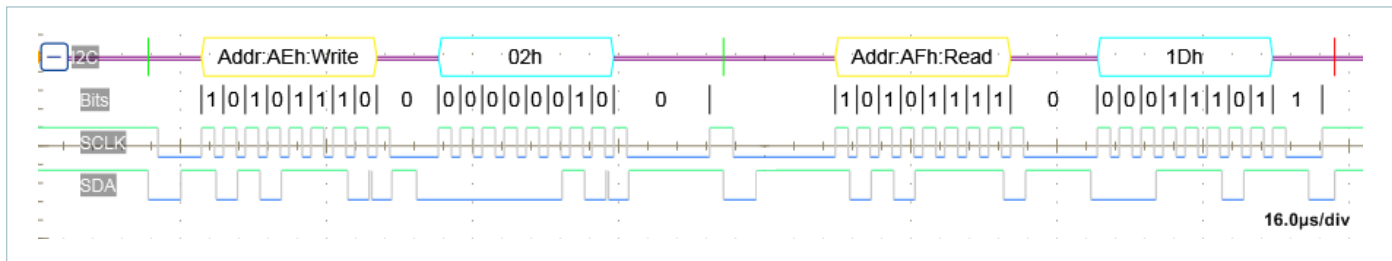 I2C Addr:AEh:Write 02h Addr:AFh:Read 1Dh
Bits 1 0 1 0 1 1 1 0 0 0 0 0 0 0 0 1 0 0 1 0 1 0 1 1 1 1 0 0 0 0 1 1 1 0 1 1
SCLK
SDA
16.0µs/div